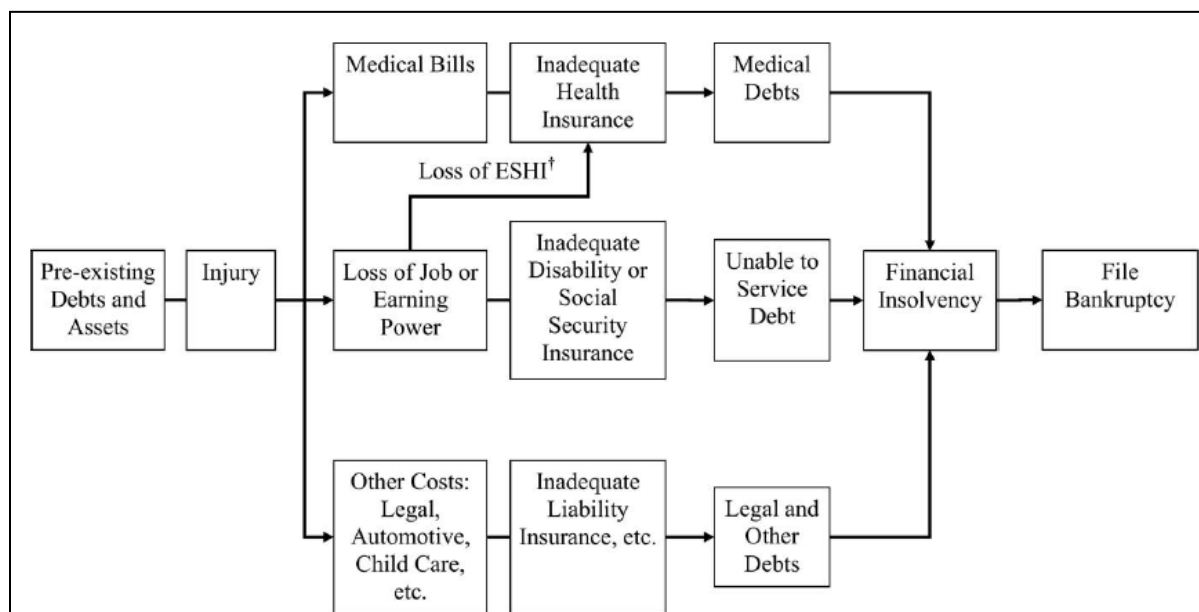 Medical Bills
Inadequate
Health
Insurance
Medical
Debts
Loss of ESHI†
Pre-existing
Debts and
Assets
Injury
Loss of Job or
Earning
Power
Inadequate
Disability or
Social
Security
Insurance
Unable to
Service
Debt
Financial
Insolvency
File
Bankruptcy
Other Costs:
Legal,
Automotive,
Child Care,
etc.
Inadequate
Liability
Insurance, etc.
Legal and
Other
Debts